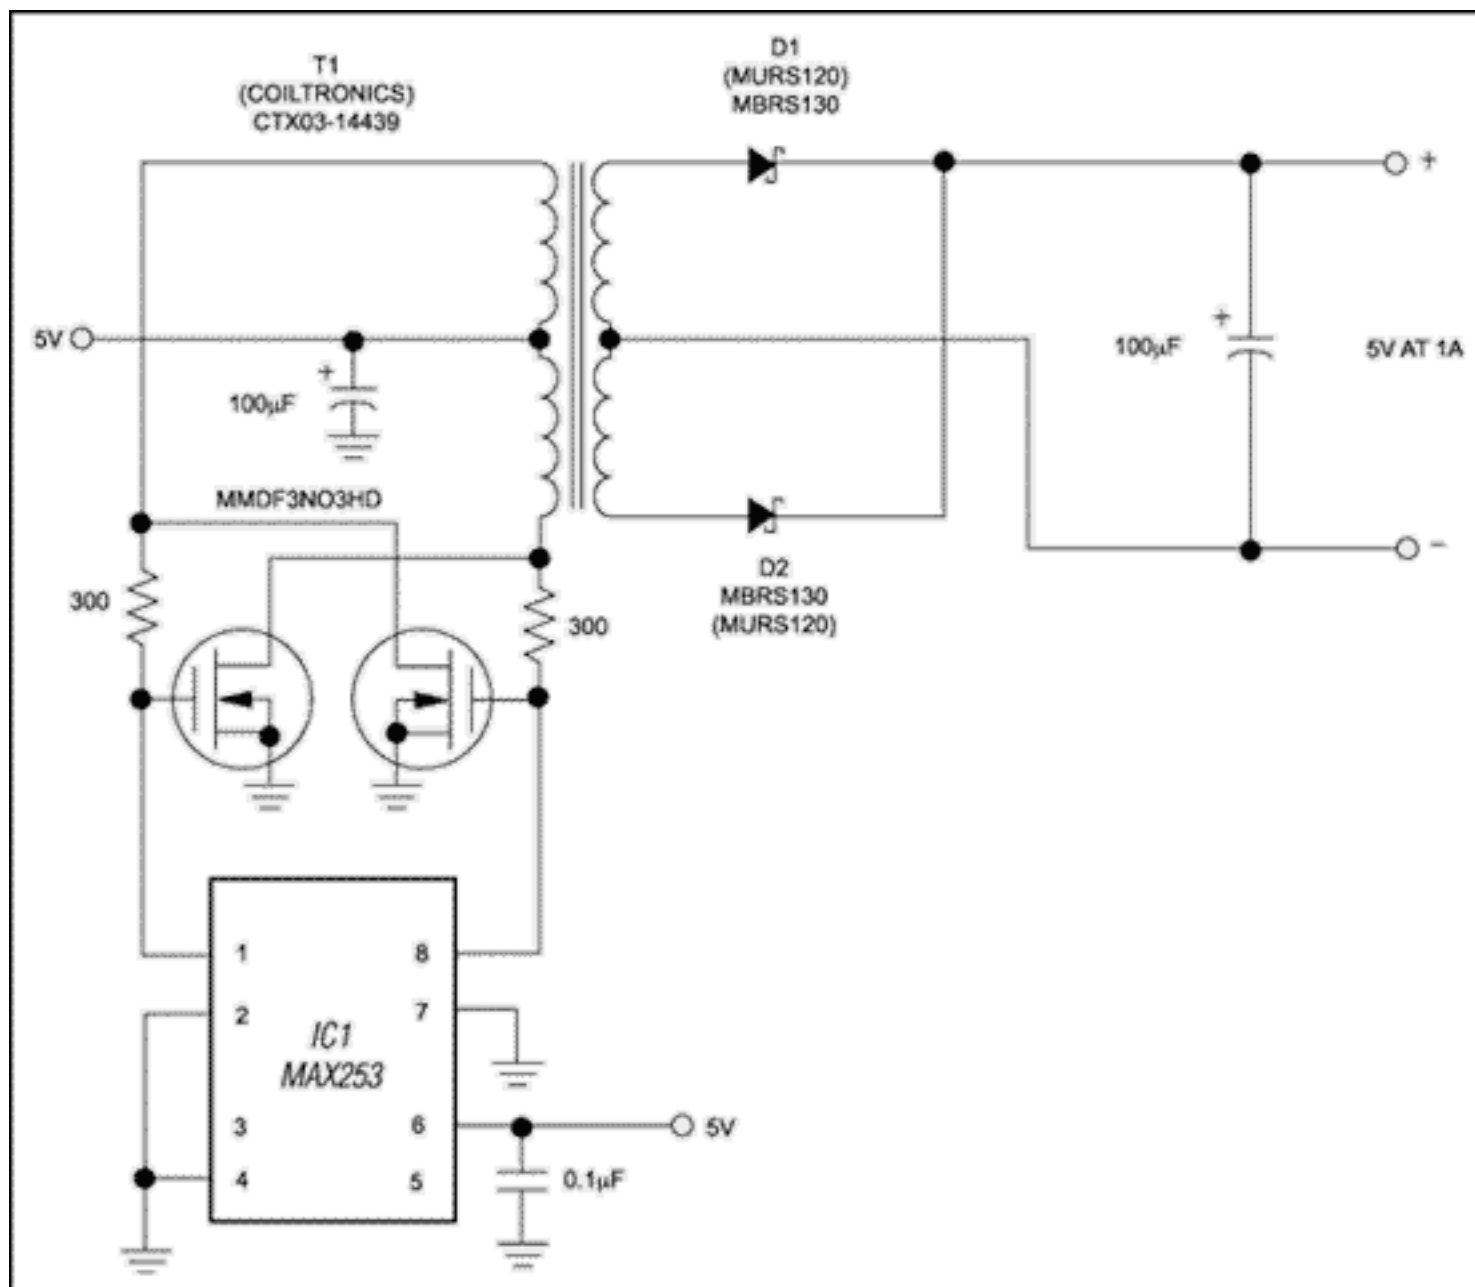 T1
(COILTRONICS)
CTX03-14439
D1
(MURS120)
MBRS130
+
5V
+
100µF
+
100µF
5V AT 1A
MMDF3NO3HD
−
300
300
D2
MBRS130
(MURS120)
1
8
2
7
IC1
MAX253
3
6
5V
4
5
0.1µF